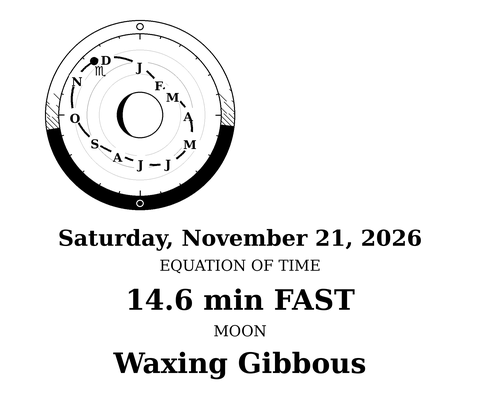 J
F
M
A
M
J
J
A
S
O
N
D
♏
Saturday, November 21, 2026
EQUATION OF TIME
14.6 min FAST
MOON
Waxing Gibbous